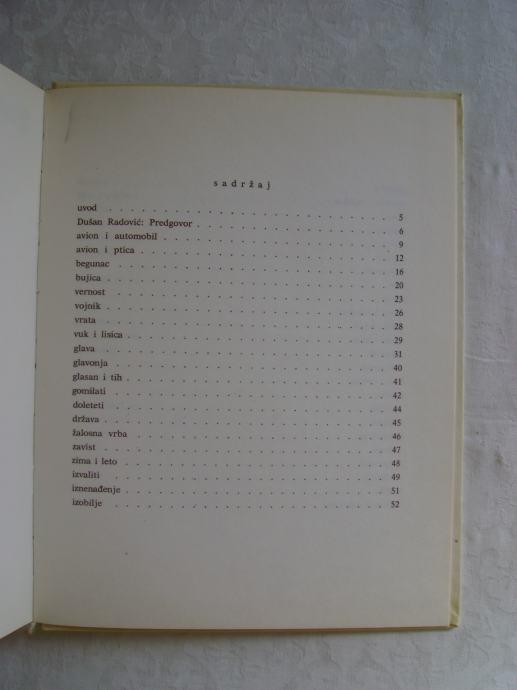 sadržaj
uvod . . . . . . . . . . . . . . . . . . . . 5
Dušan Radović: Predgovor . . . . . . . . . . . . . . 6
avion i automobil . . . . . . . . . . . . . . . . . 9
avion i ptica . . . . . . . . . . . . . . . . . . 12
begunac . . . . . . . . . . . . . . . . . . . 16
bujica . . . . . . . . . . . . . . . . . . . . 20
vernost . . . . . . . . . . . . . . . . . . . 23
vojnik . . . . . . . . . . . . . . . . . . . . 26
vrata . . . . . . . . . . . . . . . . . . . . 28
vuk i lisica . . . . . . . . . . . . . . . . . . 29
glava . . . . . . . . . . . . . . . . . . . . 31
glavonja . . . . . . . . . . . . . . . . . . . 40
glasan i tih . . . . . . . . . . . . . . . . . . 41
gomilati . . . . . . . . . . . . . . . . . . . 42
doleteti . . . . . . . . . . . . . . . . . . . 44
država . . . . . . . . . . . . . . . . . . . . 45
žalosna vrba . . . . . . . . . . . . . . . . . . 46
zavist . . . . . . . . . . . . . . . . . . . . 47
zima i leto . . . . . . . . . . . . . . . . . . 48
izvaliti . . . . . . . . . . . . . . . . . . . 49
iznenađenje . . . . . . . . . . . . . . . . . . 51
izobilje . . . . . . . . . . . . . . . . . . . 52